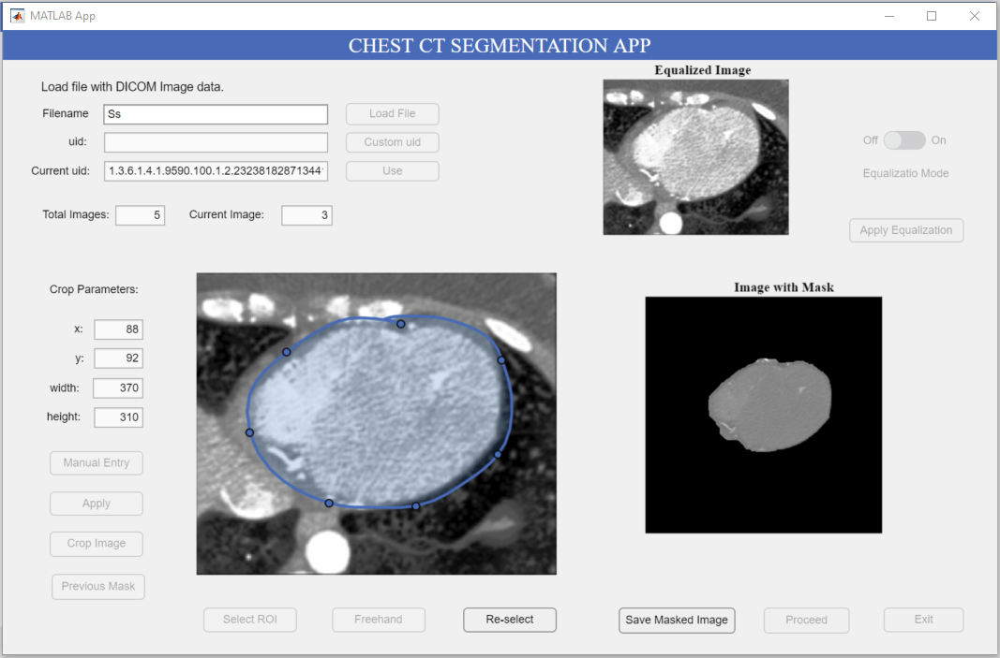 MATLAB App
CHEST CT SEGMENTATION APP
Load file with DICOM Image data.
Filename Ss Load File
uid: Custom uid
Current uid: 1.3.6.1.4.1.9590.100.1.2.23238182871344 Use
Total Images: 5 Current Image: 3
Equalized Image
Off On
Equalizatio Mode
Apply Equalization
Crop Parameters:
x: 88
y: 92
width: 370
height: 310
Manual Entry
Apply
Crop Image
Previous Mask
Image with Mask
Select ROI Freehand Re-select Save Masked Image Proceed Exit